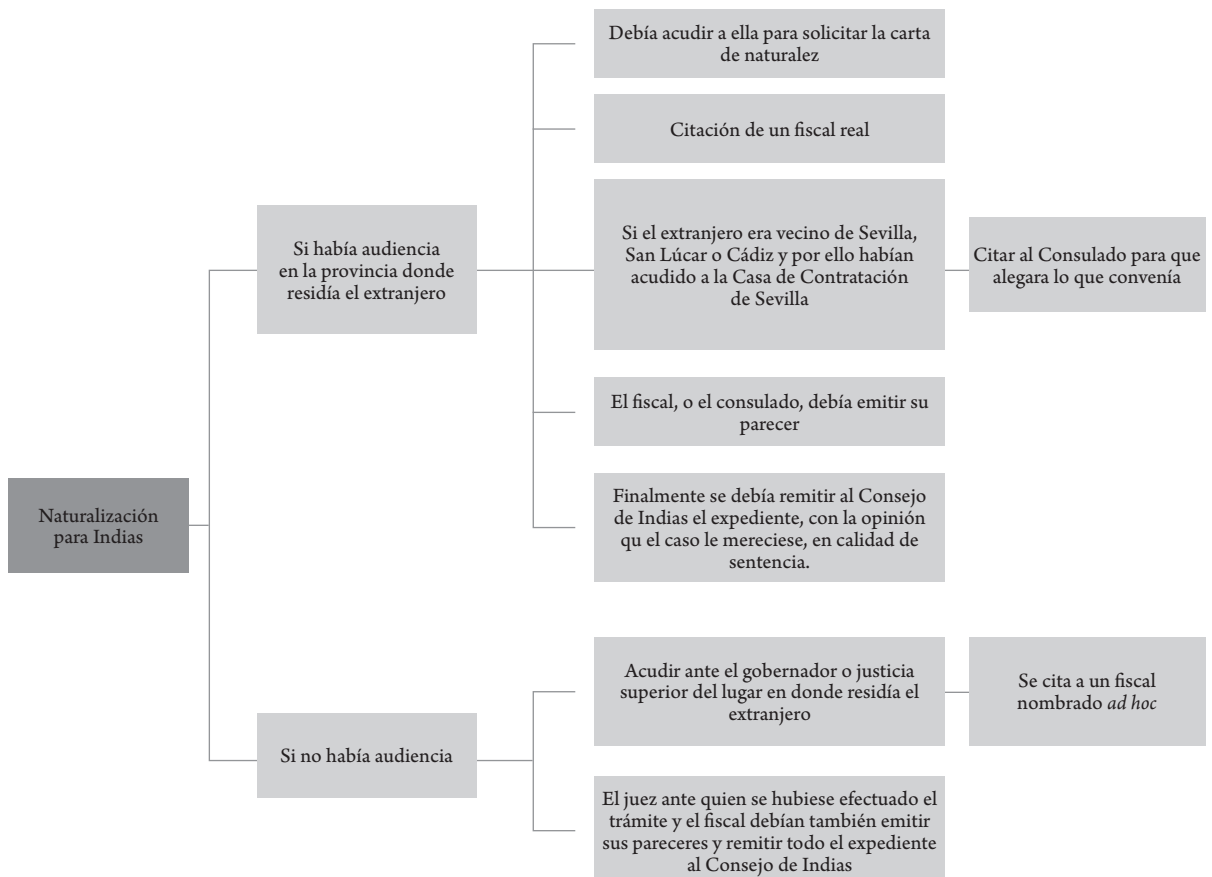 Naturalización
para Indias
Si había audiencia
en la provincia donde
residía el extranjero
Debía acudir a ella para solicitar la carta
de naturalez
Citación de un fiscal real
Si el extranjero era vecino de Sevilla,
San Lúcar o Cádiz y por ello habían
acudido a la Casa de Contratación
de Sevilla
Citar al Consulado para que
alegara lo que convenía
El fiscal, o el consulado, debía emitir su
parecer
Finalmente se debía remitir al Consejo
de Indias el expediente, con la opinión
qu el caso le mereciese, en calidad de
sentencia.
Si no había audiencia
Acudir ante el gobernador o justicia
superior del lugar en donde residía el
extranjero
Se cita a un fiscal
nombrado ad hoc
El juez ante quien se hubiese efectuado el
trámite y el fiscal debían también emitir
sus pareceres y remitir todo el expediente
al Consejo de Indias